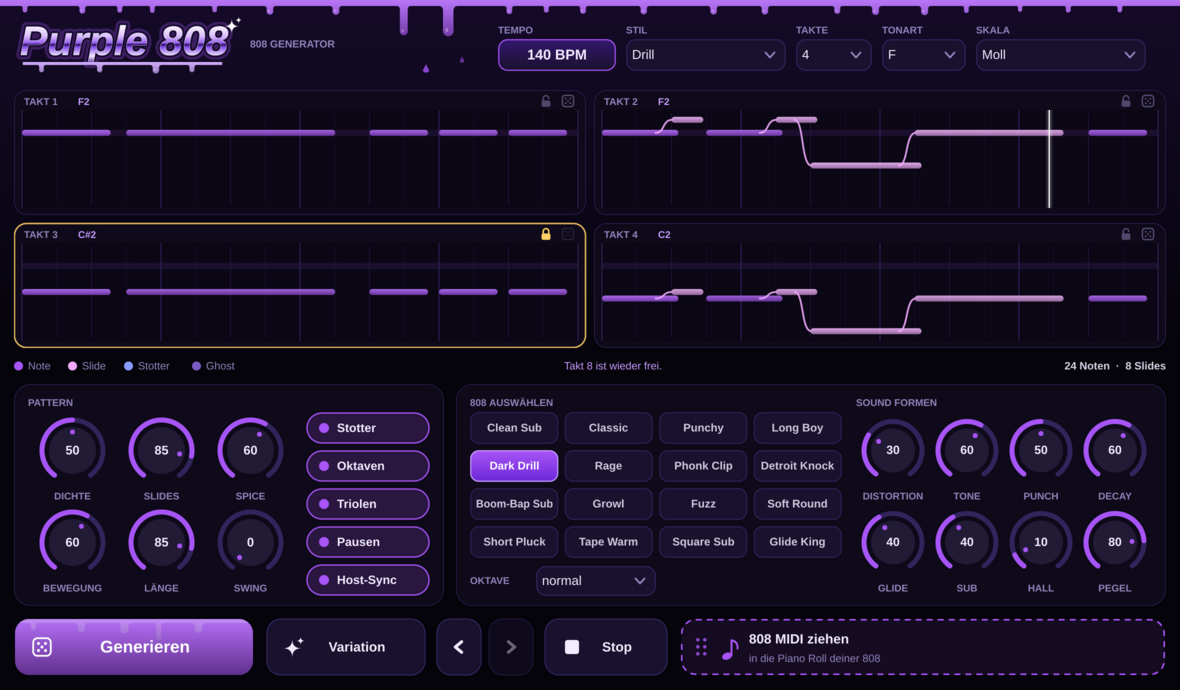 Purple 808
808 GENERATOR
TEMPO
140 BPM
STIL
Drill
TAKTE
4
TONART
F
SKALA
Moll
TAKT 1 F2
TAKT 2 F2
TAKT 3 C#2
TAKT 4 C2
Note Slide Stotter Ghost
Takt 8 ist wieder frei.
24 Noten · 8 Slides
PATTERN
50
DICHTE
85
SLIDES
60
SPICE
60
BEWEGUNG
85
LÄNGE
0
SWING
Stotter
Oktaven
Triolen
Pausen
Host-Sync
808 AUSWÄHLEN
Clean Sub
Classic
Punchy
Long Boy
Dark Drill
Rage
Phonk Clip
Detroit Knock
Boom-Bap Sub
Growl
Fuzz
Soft Round
Short Pluck
Tape Warm
Square Sub
Glide King
OKTAVE
normal
SOUND FORMEN
30
DISTORTION
60
TONE
50
PUNCH
60
DECAY
40
GLIDE
40
SUB
10
HALL
80
PEGEL
Generieren
Variation
Stop
808 MIDI ziehen
in die Piano Roll deiner 808